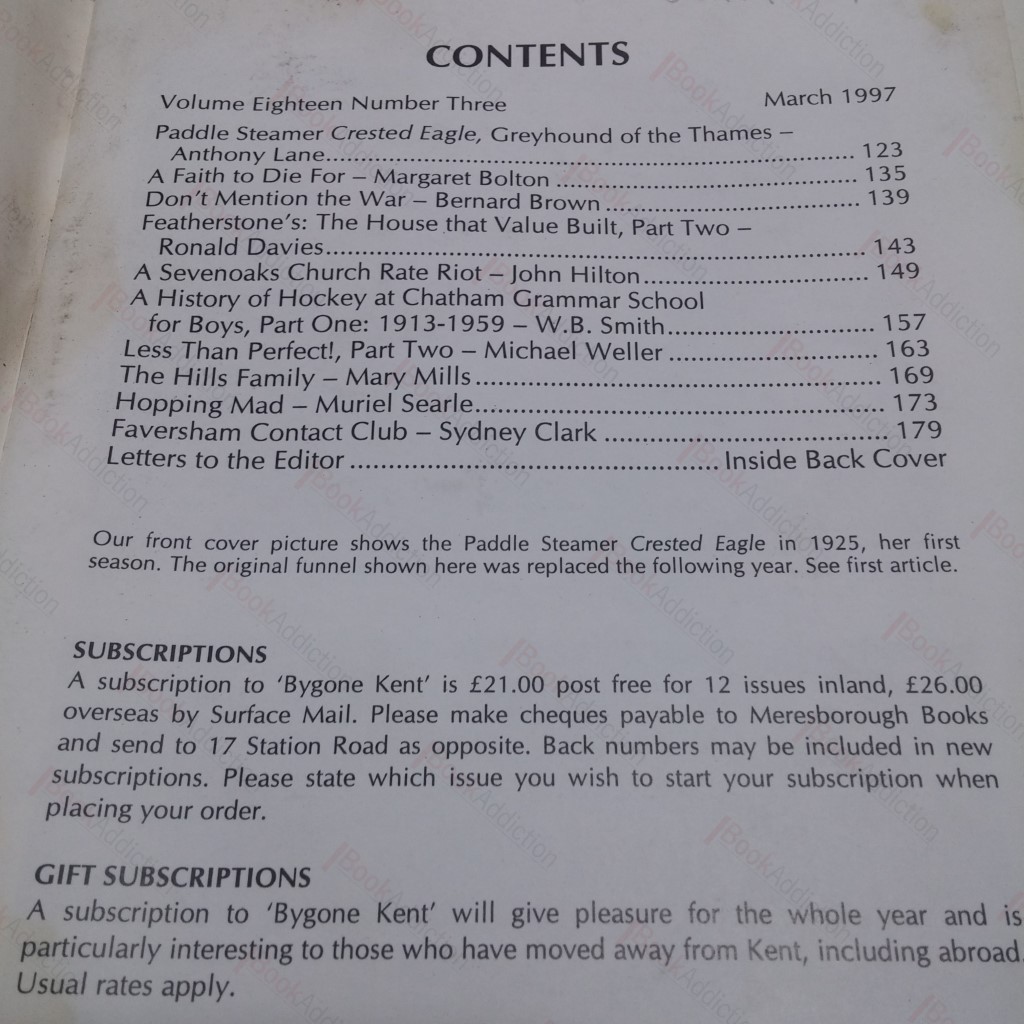 CONTENTS
Volume Eighteen Number Three March 1997
Paddle Steamer Crested Eagle, Greyhound of the Thames –
Anthony Lane........................................................................ 123
A Faith to Die For – Margaret Bolton ......................................... 135
Don't Mention the War – Bernard Brown ................................... 139
Featherstone's: The House that Value Built, Part Two –
Ronald Davies....................................................................... 143
A Sevenoaks Church Rate Riot – John Hilton.............................. 149
A History of Hockey at Chatham Grammar School
for Boys, Part One: 1913-1959 – W.B. Smith........................... 157
Less Than Perfect!, Part Two – Michael Weller ........................... 163
The Hills Family – Mary Mills.................................................... 169
Hopping Mad – Muriel Searle.................................................... 173
Faversham Contact Club – Sydney Clark .................................... 179
Letters to the Editor .............................................. Inside Back Cover
Our front cover picture shows the Paddle Steamer Crested Eagle in 1925, her first
season. The original funnel shown here was replaced the following year. See first article.
SUBSCRIPTIONS
A subscription to 'Bygone Kent' is £21.00 post free for 12 issues inland, £26.00
overseas by Surface Mail. Please make cheques payable to Meresborough Books
and send to 17 Station Road as opposite. Back numbers may be included in new
subscriptions. Please state which issue you wish to start your subscription when
placing your order.
GIFT SUBSCRIPTIONS
A subscription to 'Bygone Kent' will give pleasure for the whole year and is
particularly interesting to those who have moved away from Kent, including abroad.
Usual rates apply.